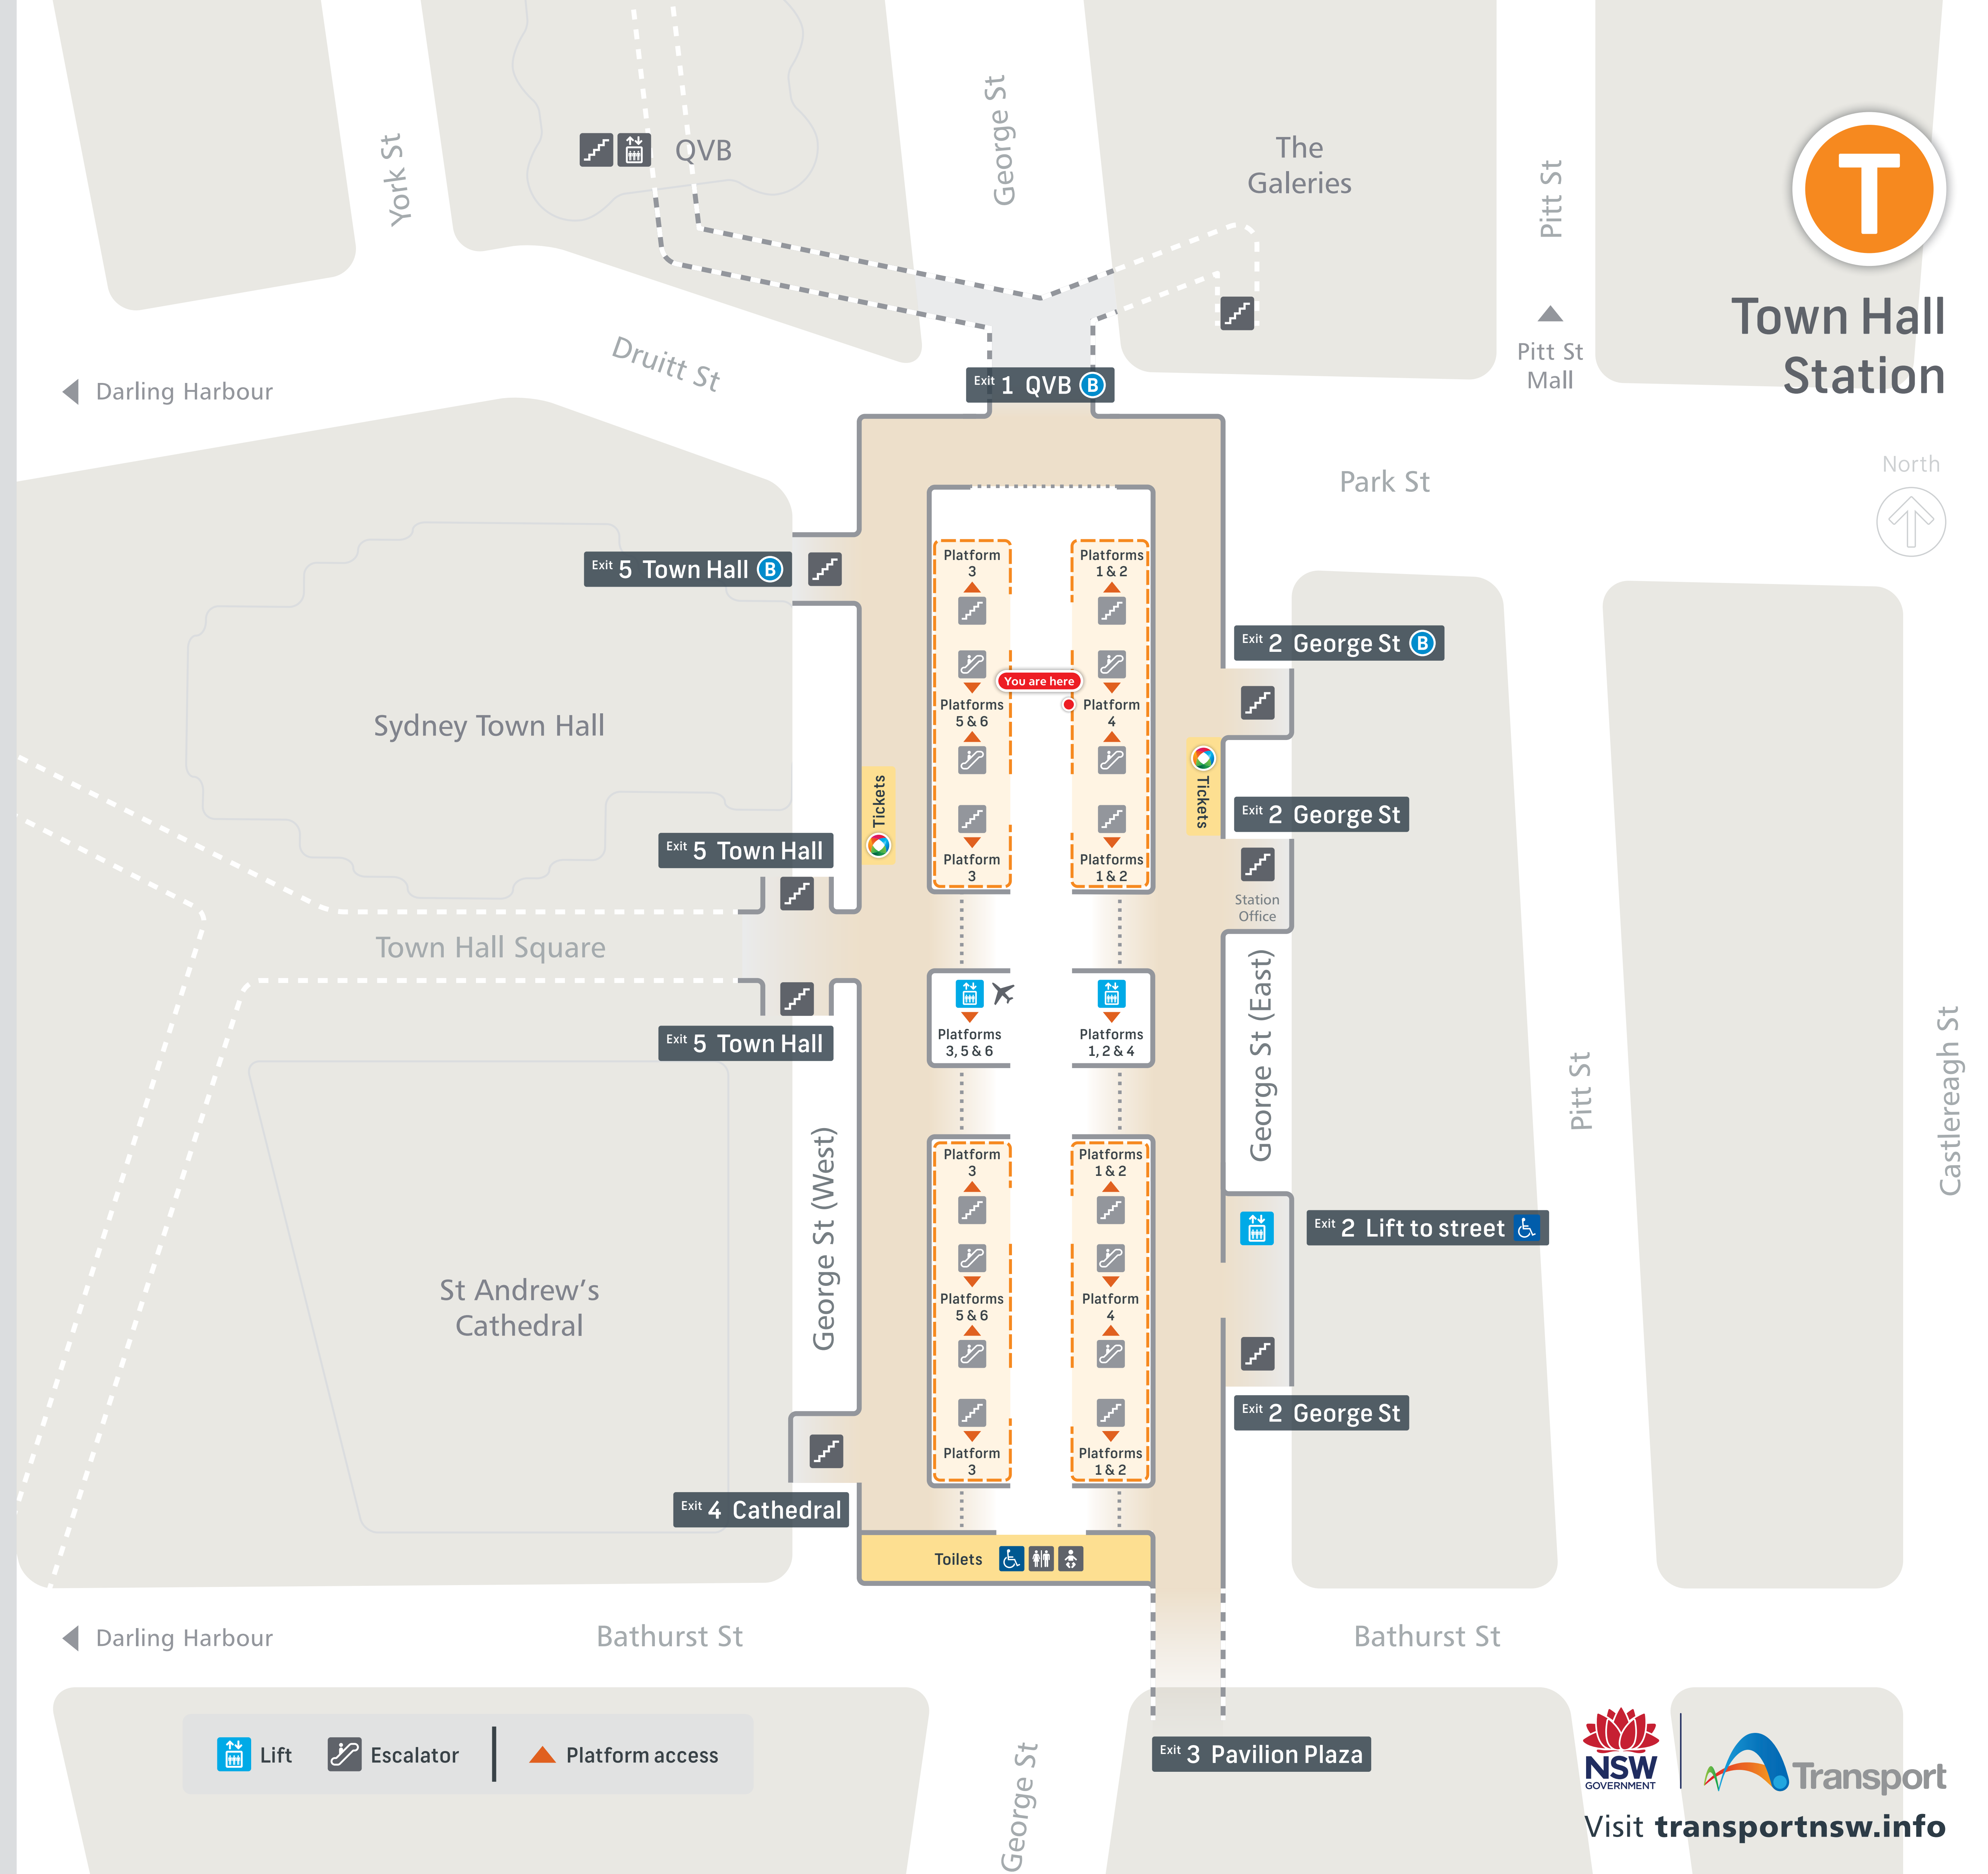 York St
QVB
George St
The
Galeries
Pitt St
T
Town Hall
Station
Pitt St
Mall
Druitt St
Darling Harbour
Exit 1 QVB B
North
Park St
Exit 5 Town Hall B
Platform
3
Platforms
1 & 2
Exit 2 George St B
You are here
Platforms
5 & 6
Platform
4
Sydney Town Hall
Tickets
Tickets
Exit 2 George St
Exit 5 Town Hall
Platform
3
Platforms
1 & 2
Station
Office
Town Hall Square
Platforms
3, 5 & 6
Platforms
1, 2 & 4
Exit 5 Town Hall
George St (East)
Pitt St
Castlereagh St
George St (West)
Platform
3
Platforms
1 & 2
Exit 2 Lift to street
St Andrew’s
Cathedral
Platforms
5 & 6
Platform
4
Exit 2 George St
Platform
3
Platforms
1 & 2
Exit 4 Cathedral
Toilets
Darling Harbour
Bathurst St
Bathurst St
Lift
Escalator
Platform access
George St
Exit 3 Pavilion Plaza
NSW
GOVERNMENT
Transport
Visit transportnsw.info